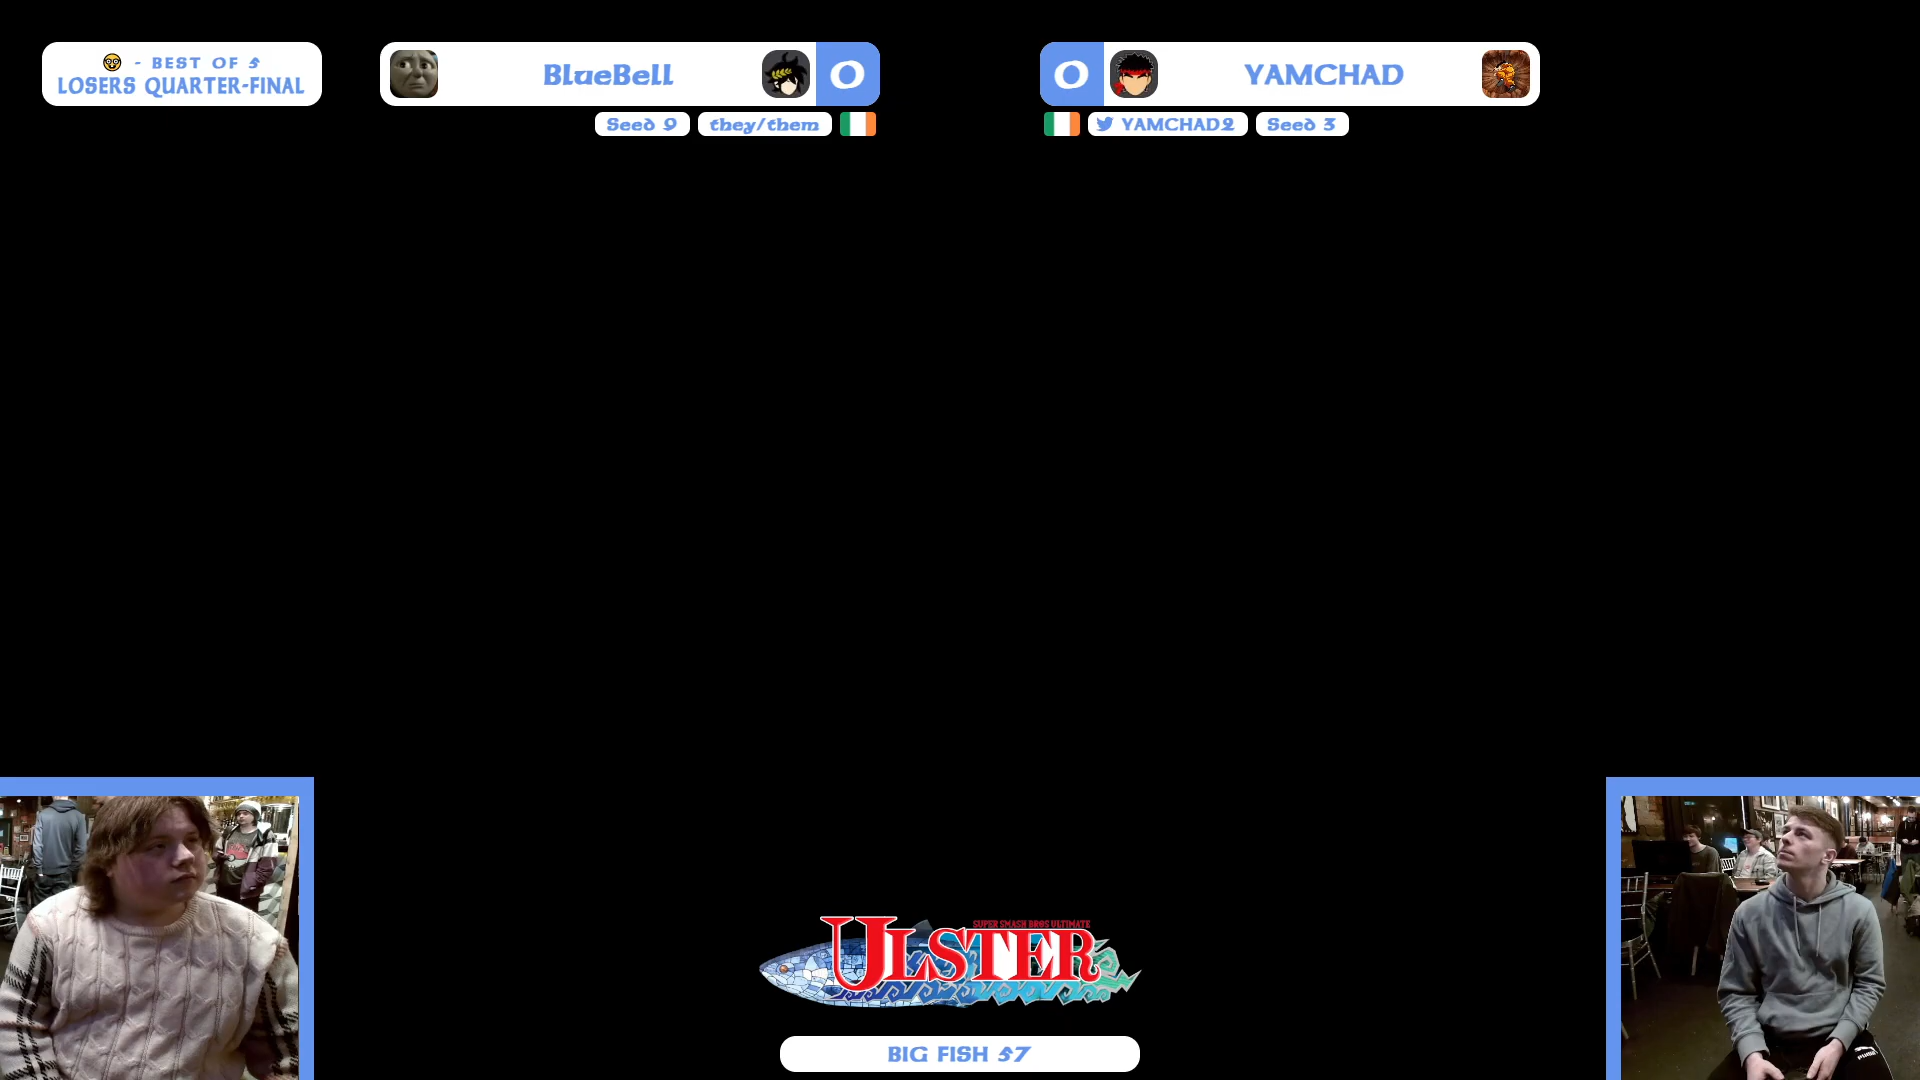 - BEST OF 5
LOSERS QUARTER-FINAL
BlueBell
0
Seed 9
they/them
0
YAMCHAD
YAMCHAD2
Seed 3
SUPER SMASH BROS ULTIMATE
ULSTER
BIG FISH 57
PUMA